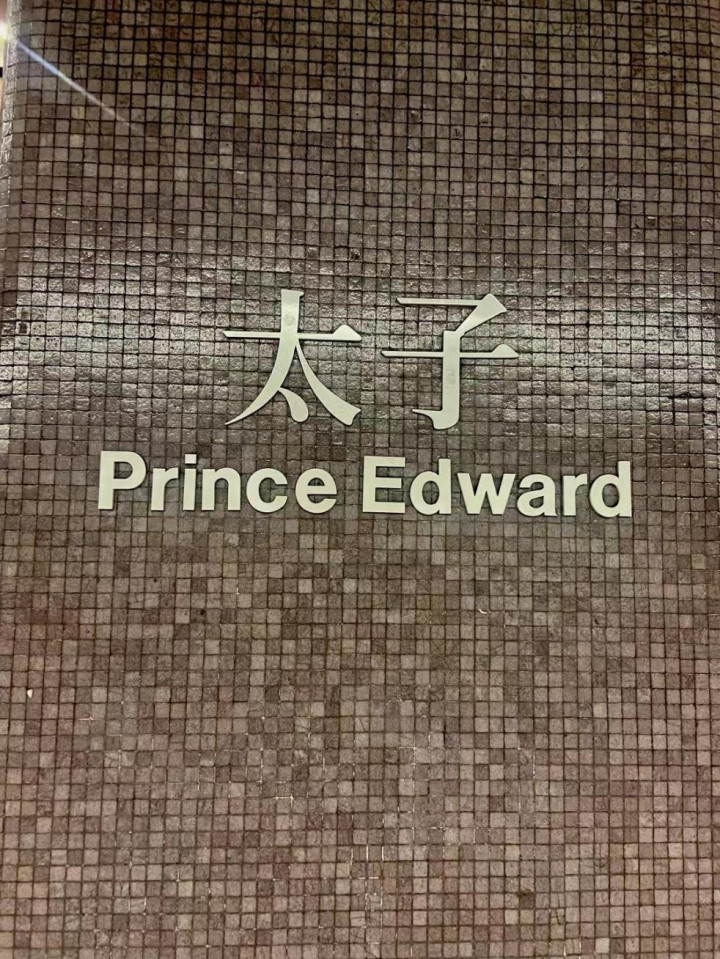 太子
Prince Edward